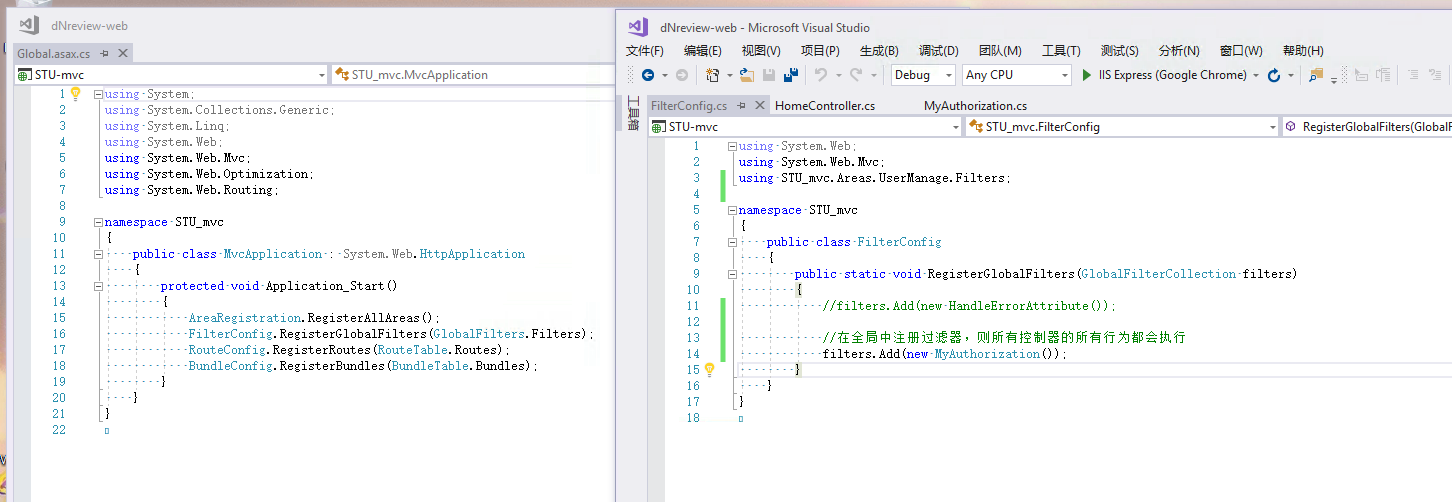 dNreview-web
Global.asax.cs
STU-mvc
STU_mvc.MvcApplication
1 using System;
2 using System.Collections.Generic;
3 using System.Linq;
4 using System.Web;
5 using System.Web.Mvc;
6 using System.Web.Optimization;
7 using System.Web.Routing;
8
9 namespace STU_mvc
10 {
11 public class MvcApplication : System.Web.HttpApplication
12 {
13 protected void Application_Start()
14 {
15 AreaRegistration.RegisterAllAreas();
16 FilterConfig.RegisterGlobalFilters(GlobalFilters.Filters);
17 RouteConfig.RegisterRoutes(RouteTable.Routes);
18 BundleConfig.RegisterBundles(BundleTable.Bundles);
19 }
20 }
21 }
22
dNreview-web - Microsoft Visual Studio
文件(F) 编辑(E) 视图(V) 项目(P) 生成(B) 调试(D) 团队(M) 工具(T) 测试(S) 分析(N) 窗口(W) 帮助(H)
Debug Any CPU IIS Express (Google Chrome)
工具箱
FilterConfig.cs HomeController.cs MyAuthorization.cs
STU-mvc STU_mvc.FilterConfig RegisterGlobalFilters(GlobalF
1 using System.Web;
2 using System.Web.Mvc;
3 using STU_mvc.Areas.UserManage.Filters;
4
5 namespace STU_mvc
6 {
7 public class FilterConfig
8 {
9 public static void RegisterGlobalFilters(GlobalFilterCollection filters)
10 {
11 //filters.Add(new HandleErrorAttribute());
12
13 //在全局中注册过滤器，则所有控制器的所有行为都会执行
14 filters.Add(new MyAuthorization());
15 }
16 }
17 }
18